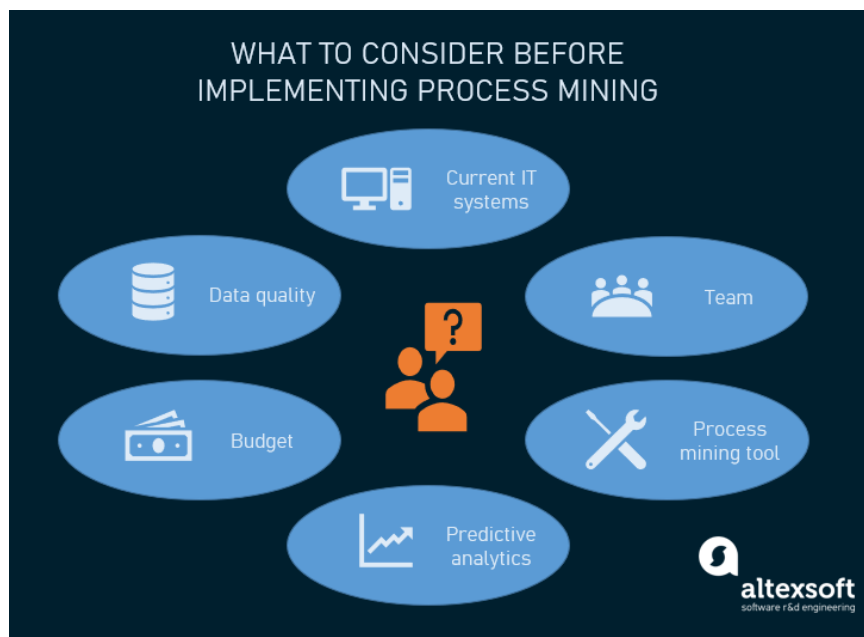 WHAT TO CONSIDER BEFORE
IMPLEMENTING PROCESS MINING
Current IT
systems
Data quality
Team
?
Budget
Process
mining tool
Predictive
analytics
altexsoft
software r&d engineering